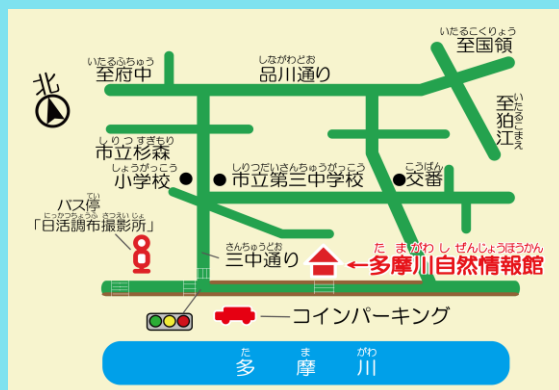 いたるこくりょう
至国領
いたるふちゅう
至府中
しながわどお
品川通り
北
いたるこまえ
至狛江
しりつすぎもり
市立杉森
しょうがっこう
小学校
しりつだいさんちゅうがっこう
市立第三中学校
こうばん
交番
てい
バス停
にっかつちょうふ さつえいじょ
「日活調布撮影所」
さんちゅうどお
三中通り
たまがわしぜんじょうほうかん
←多摩川自然情報館
コインパーキング
た ま がわ
多摩川